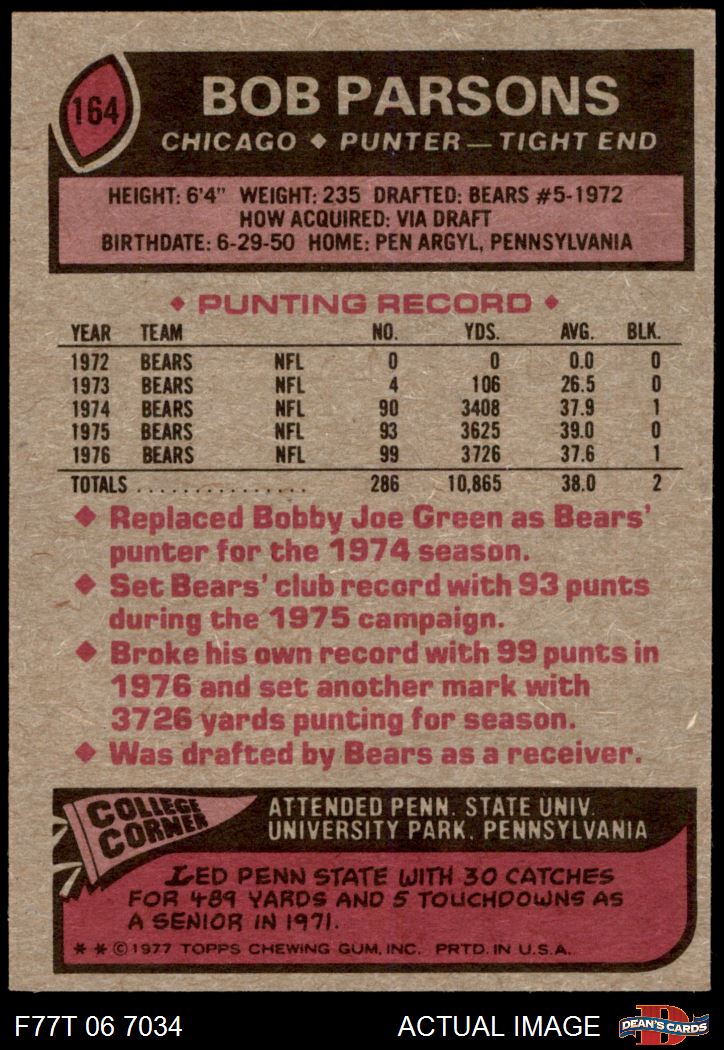 164
BOB PARSONS
CHICAGO ◆ PUNTER — TIGHT END
HEIGHT: 6'4" WEIGHT: 235 DRAFTED: BEARS #5-1972
HOW ACQUIRED: VIA DRAFT
BIRTHDATE: 6-29-50 HOME: PEN ARGYL, PENNSYLVANIA
◆ PUNTING RECORD ◆
YEAR TEAM NO. YDS. AVG. BLK.
1972 BEARS NFL 0 0 0.0 0
1973 BEARS NFL 4 106 26.5 0
1974 BEARS NFL 90 3408 37.9 1
1975 BEARS NFL 93 3625 39.0 0
1976 BEARS NFL 99 3726 37.6 1
TOTALS ................ 286 10,865 38.0 2
◆ Replaced Bobby Joe Green as Bears'
punter for the 1974 season.
◆ Set Bears' club record with 93 punts
during the 1975 campaign.
◆ Broke his own record with 99 punts in
1976 and set another mark with
3726 yards punting for season.
◆ Was drafted by Bears as a receiver.
COLLEGE
CORNER
ATTENDED PENN. STATE UNIV.
UNIVERSITY PARK, PENNSYLVANIA
LED PENN STATE WITH 30 CATCHES
FOR 489 YARDS AND 5 TOUCHDOWNS AS
A SENIOR IN 1971.
* * © 1977 TOPPS CHEWING GUM, INC. PRTD. IN U.S.A.
F77T 06 7034 ACTUAL IMAGE
D
DEAN'S CARDS